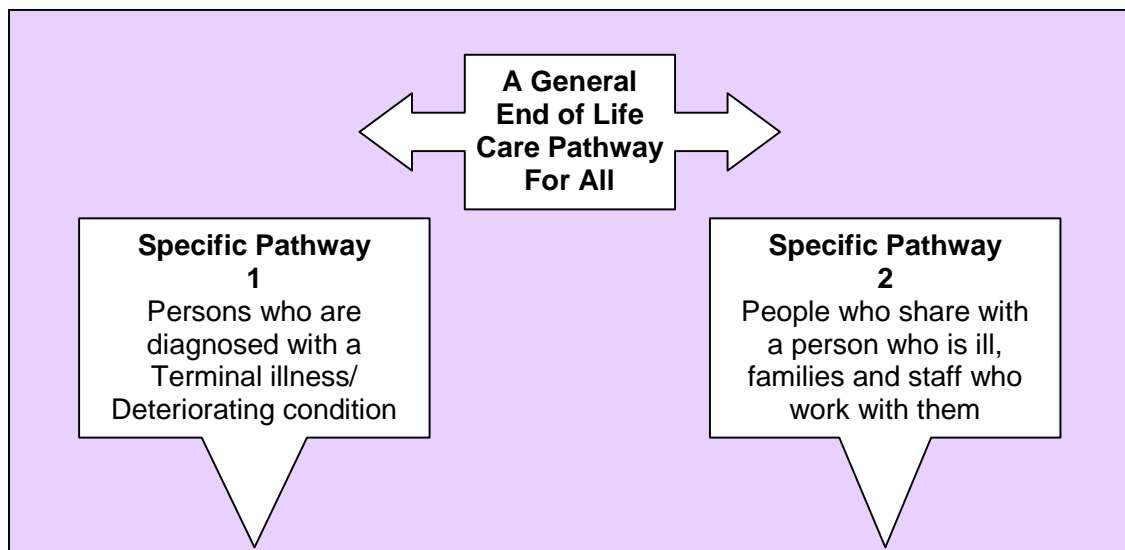 A General
End of Life
Care Pathway
For All
Specific Pathway
1
Persons who are
diagnosed with a
Terminal illness/
Deteriorating condition
Specific Pathway
2
People who share with
a person who is ill,
families and staff who
work with them